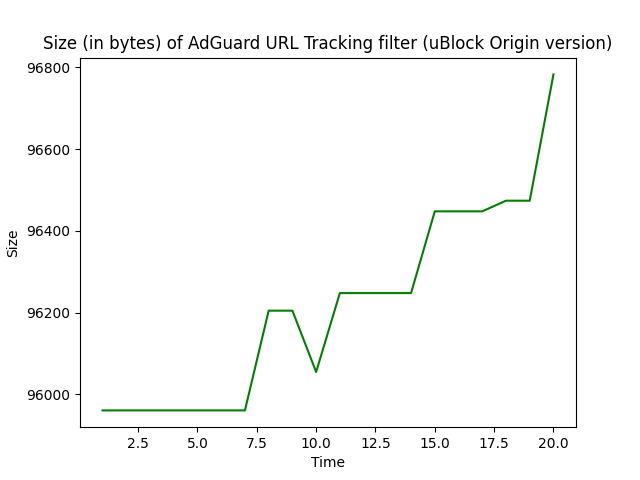 Size (in bytes) of AdGuard URL Tracking filter (uBlock Origin version)
96800
96600
96400
96200
96000
Size
2.5 5.0 7.5 10.0 12.5 15.0 17.5 20.0
Time